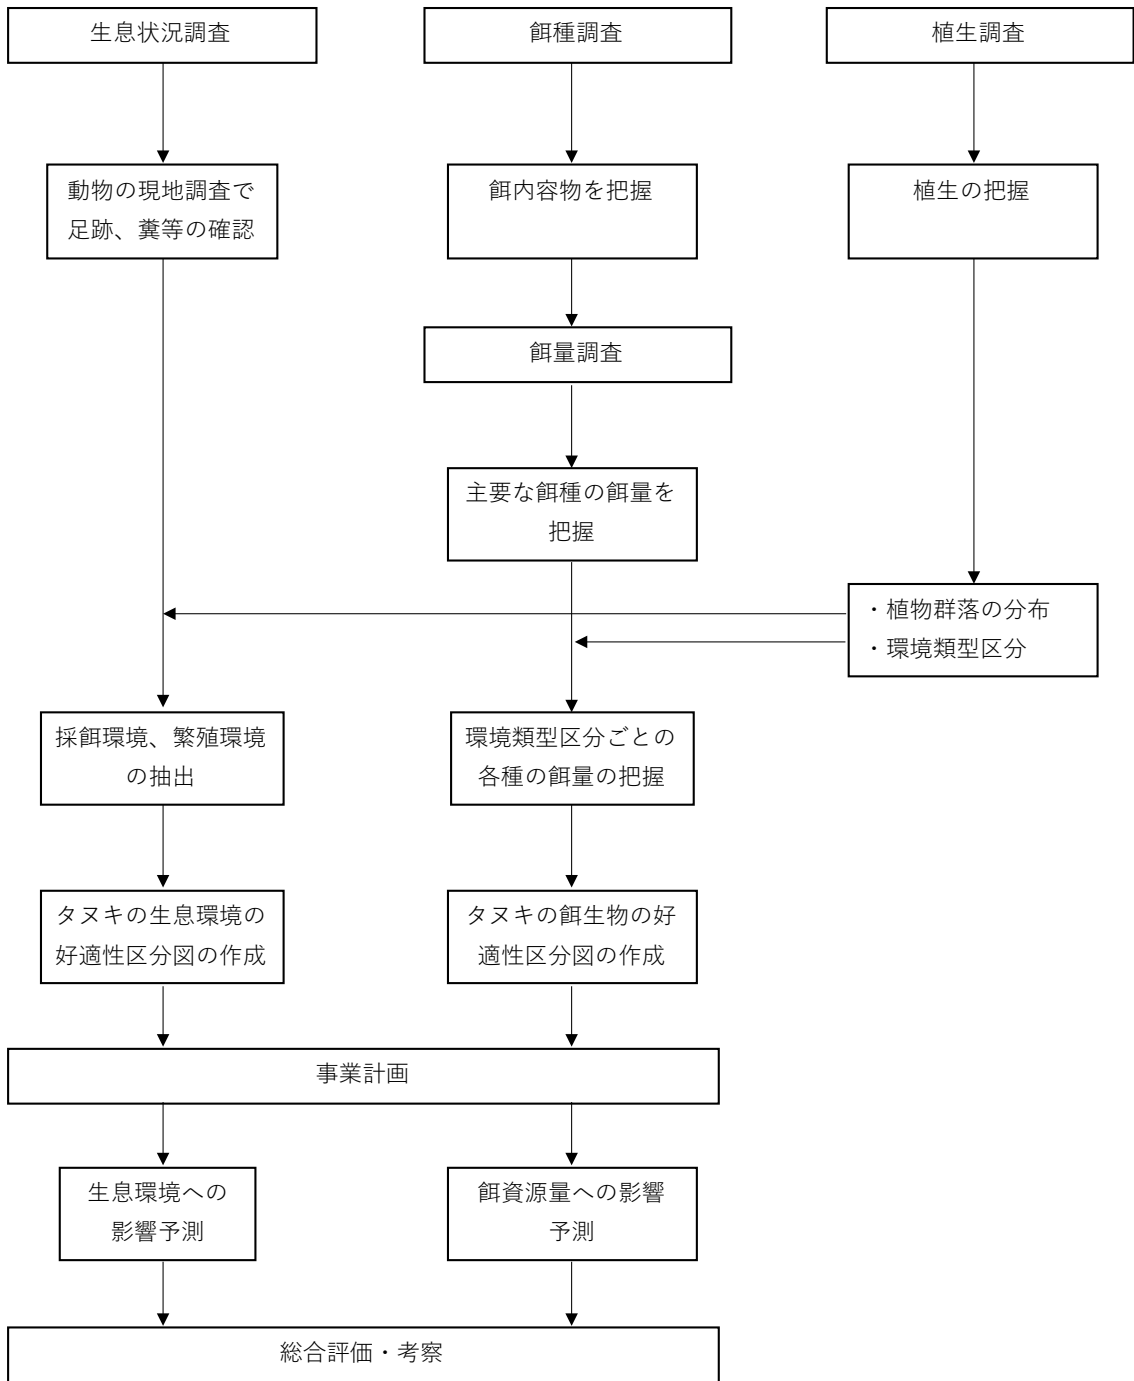 生息状況調査
餌種調査
植生調査
動物の現地調査で
足跡、糞等の確認
餌内容物を把握
植生の把握
餌量調査
主要な餌種の餌量を
把握
・植物群落の分布
・環境類型区分
採餌環境、繁殖環境
の抽出
環境類型区分ごとの
各種の餌量の把握
タヌキの生息環境の
好適性区分図の作成
タヌキの餌生物の好
適性区分図の作成
事業計画
生息環境への
影響予測
餌資源量への影響
予測
総合評価・考察